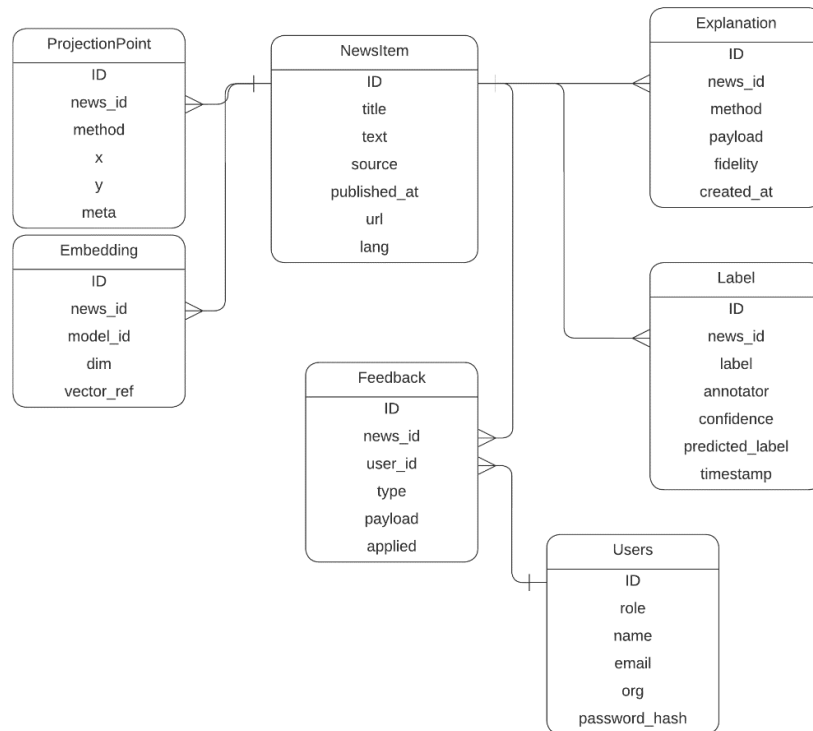 ProjectionPoint
ID
news_id
method
x
y
meta
Embedding
ID
news_id
model_id
dim
vector_ref
NewsItem
ID
title
text
source
published_at
url
lang
Feedback
ID
news_id
user_id
type
payload
applied
Explanation
ID
news_id
method
payload
fidelity
created_at
Label
ID
news_id
label
annotator
confidence
predicted_label
timestamp
Users
ID
role
name
email
org
password_hash